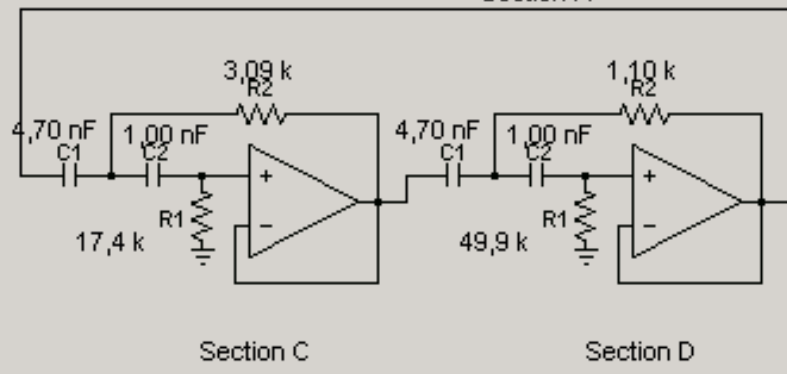 3,09 k
R2
4,70 nF
C1
1,00 nF
C2
+
−
R1
17,4 k
Section C
1,10 k
R2
4,70 nF
C1
1,00 nF
C2
+
−
R1
49,9 k
Section D